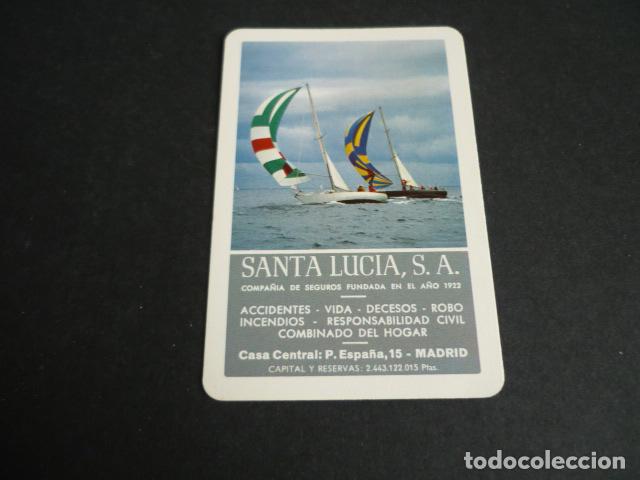 SANTA LUCIA, S. A.
COMPAÑIA DE SEGUROS FUNDADA EN EL AÑO 1922
ACCIDENTES - VIDA - DECESOS - ROBO
INCENDIOS - RESPONSABILIDAD CIVIL
COMBINADO DEL HOGAR
Casa Central: P. España, 15 - MADRID
CAPITAL Y RESERVAS: 2.443.122.015 Ptas.
todocoleccion